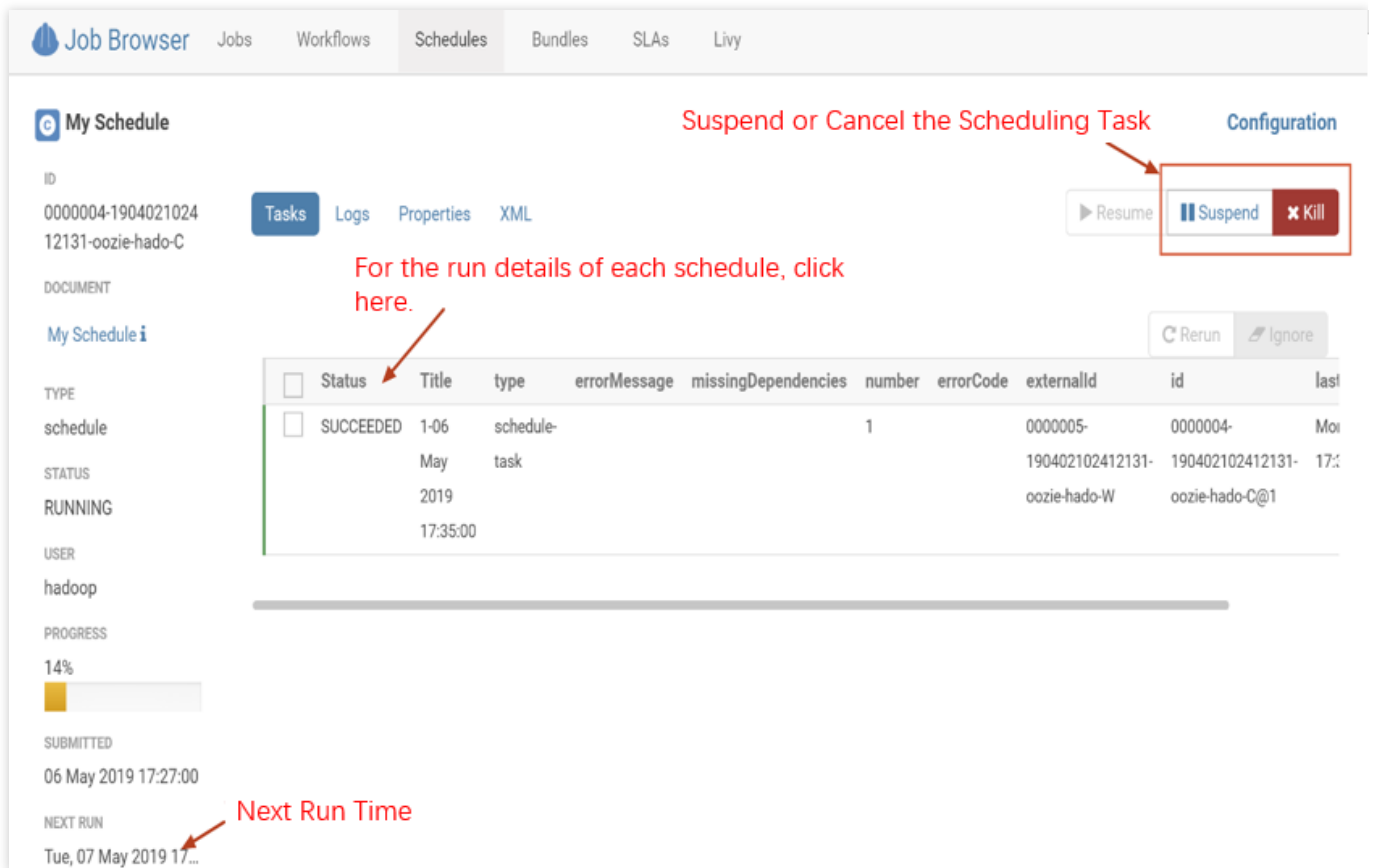 Job Browser Jobs Workflows Schedules Bundles SLAs Livy
My Schedule
Suspend or Cancel the Scheduling Task
Configuration
ID
0000004-1904021024
12131-oozie-hado-C
DOCUMENT
My Schedule
TYPE
schedule
STATUS
RUNNING
USER
hadoop
PROGRESS
14%
SUBMITTED
06 May 2019 17:27:00
NEXT RUN
Tue, 07 May 2019 17...
Next Run Time
Tasks Logs Properties XML
Resume Suspend Kill
For the run details of each schedule, click
here.
Rerun Ignore
Status Title type errorMessage missingDependencies number errorCode externalId id
SUCCEEDED 1-06 schedule- 1 0000005- 0000004-
May task 190402102412131- 190402102412131-
2019 oozie-hado-W oozie-hado-C@1
17:35:00